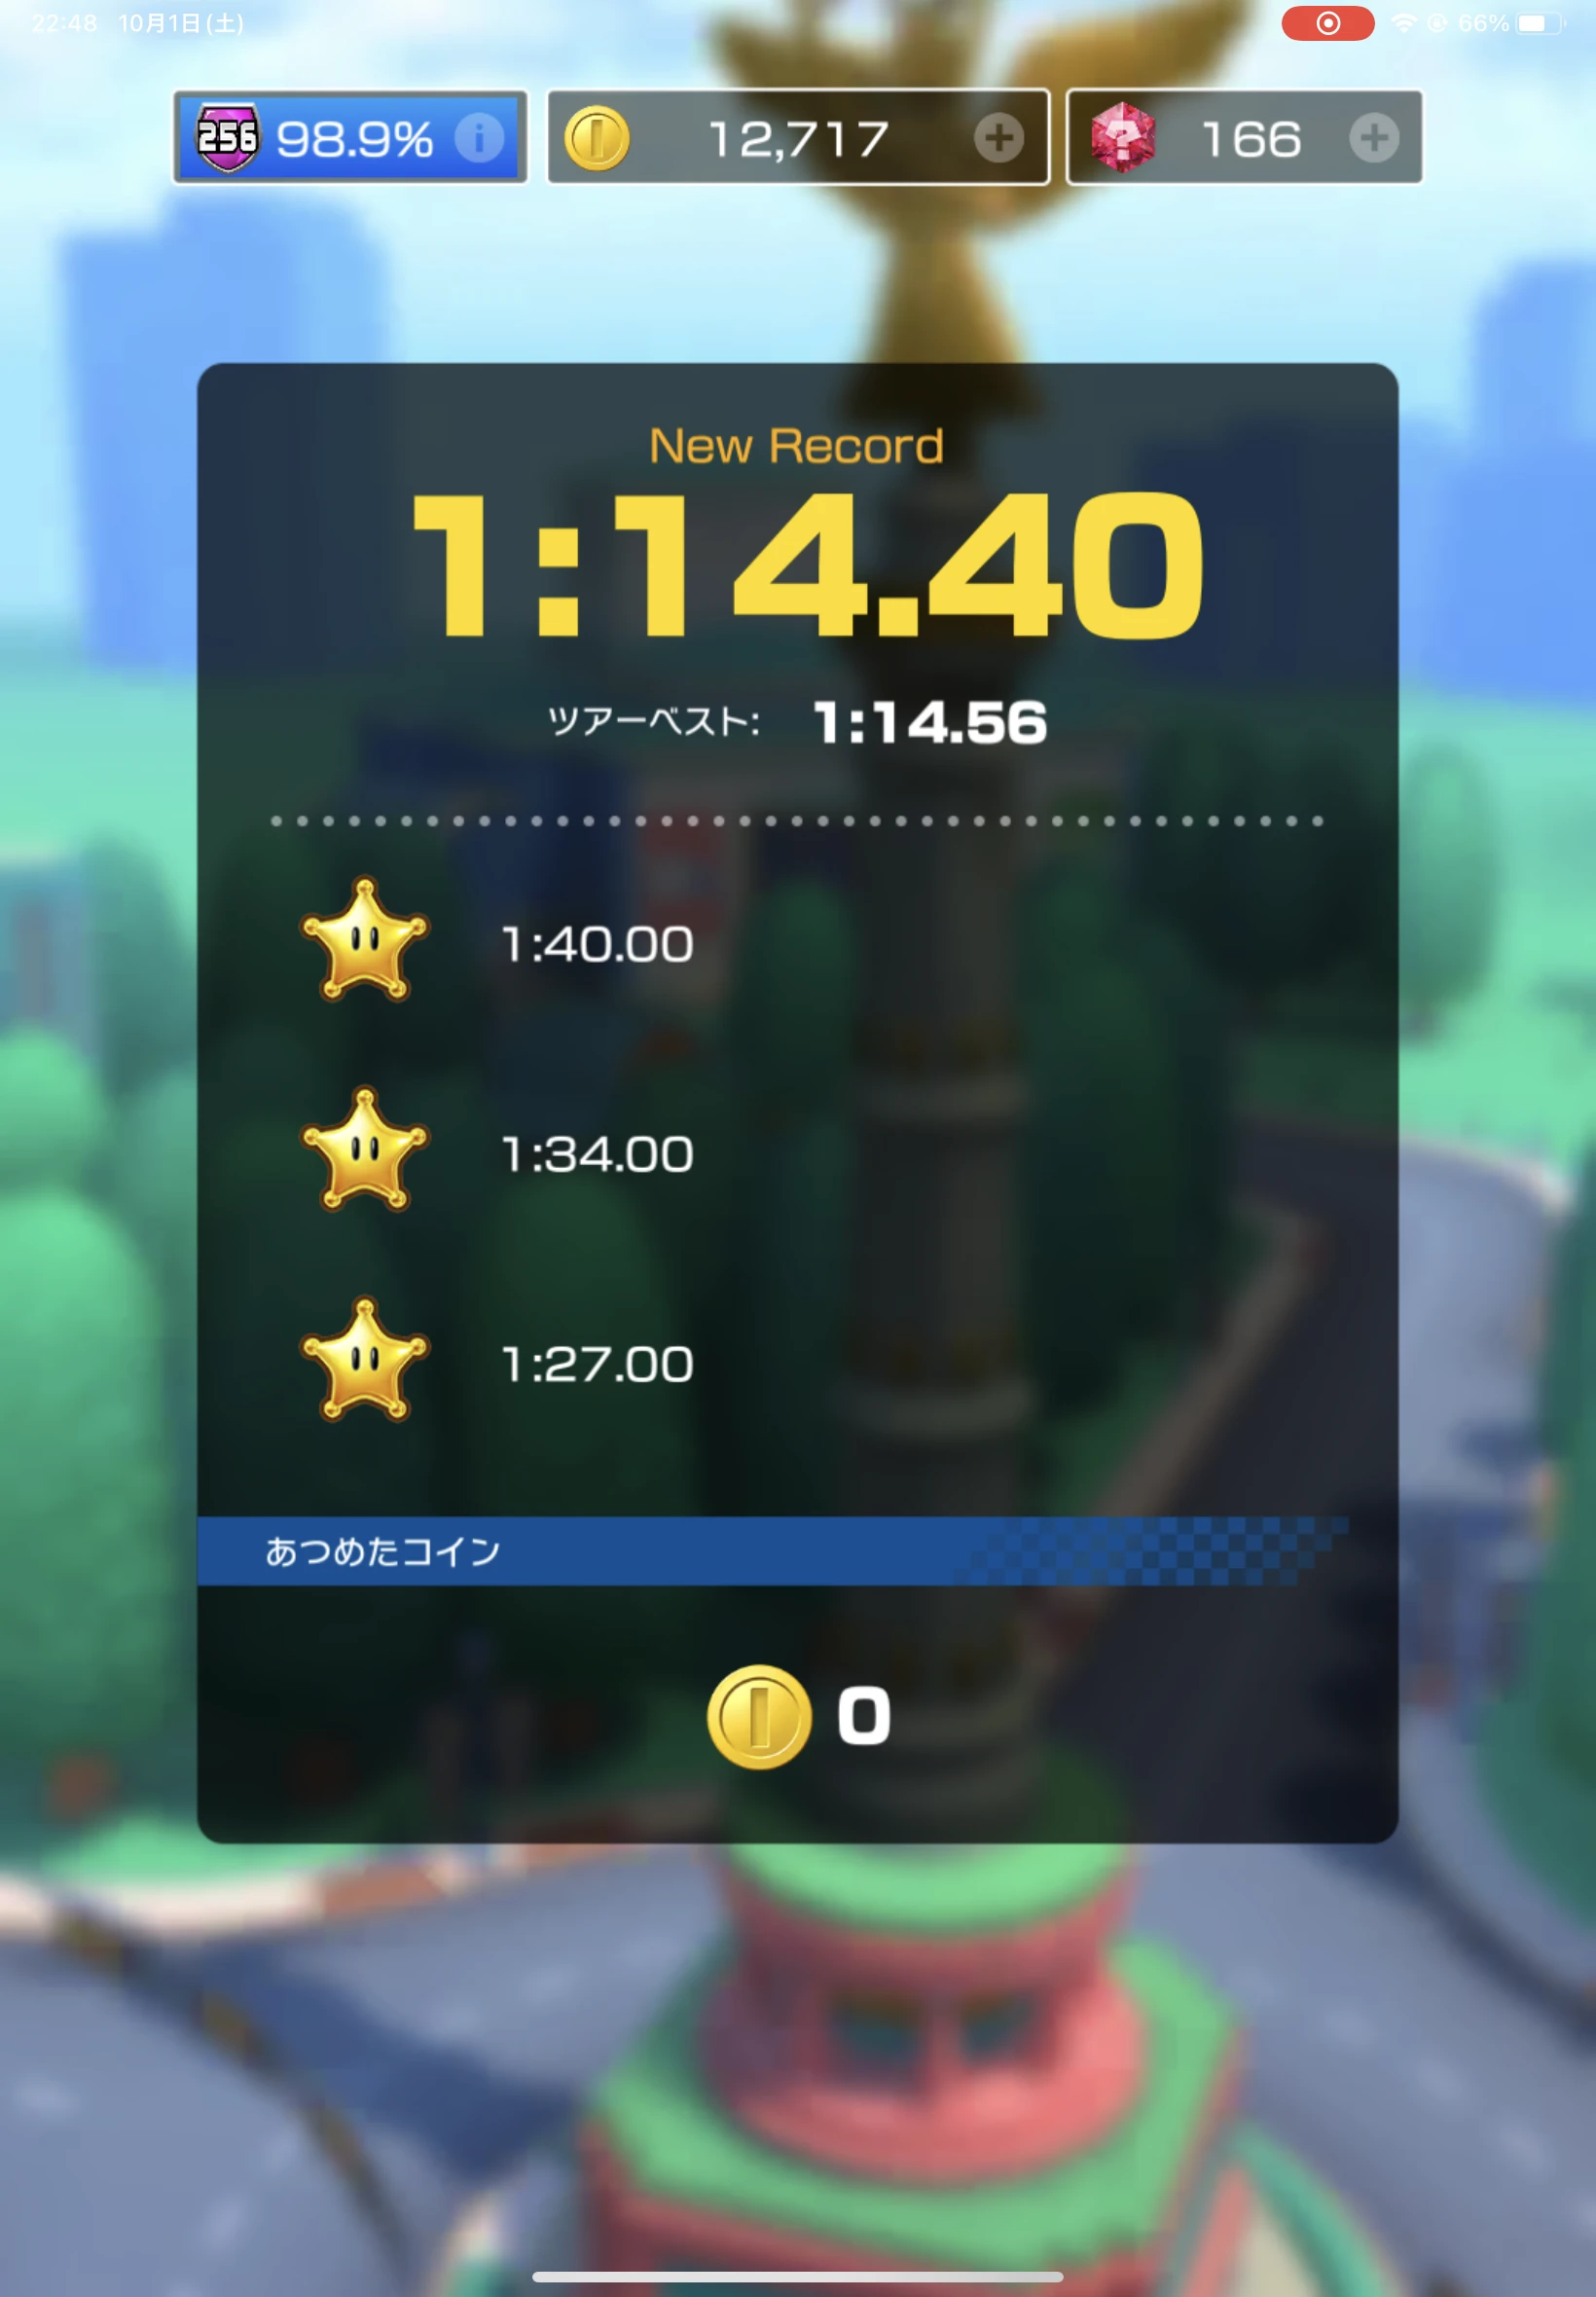 22:48 10月1日(土) 66%
256 98.9% i 12,717 + ? 166 +
New Record
1:14.40
ツアーベスト: 1:14.56
1:40.00
1:34.00
1:27.00
あつめたコイン
0